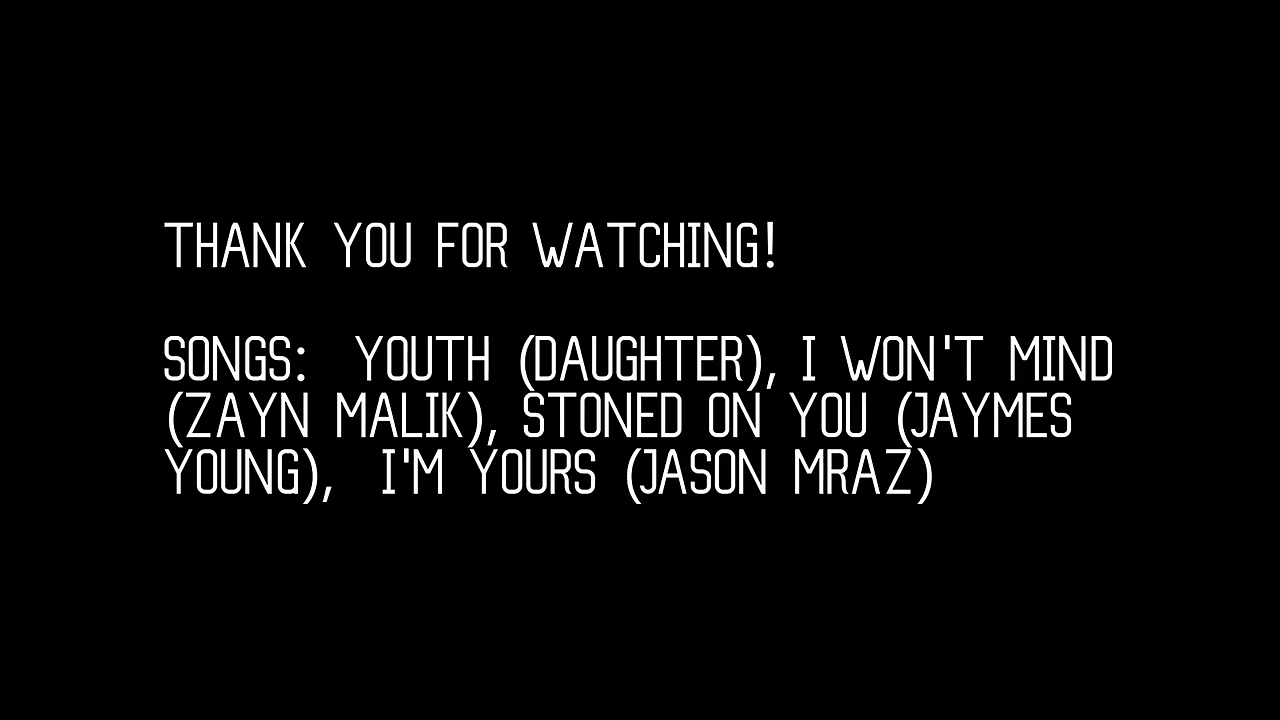 THANK YOU FOR WATCHING!
SONGS: YOUTH (DAUGHTER), I WON'T MIND
(ZAYN MALIK), STONED ON YOU (JAYMES
YOUNG), I'M YOURS (JASON MRAZ)